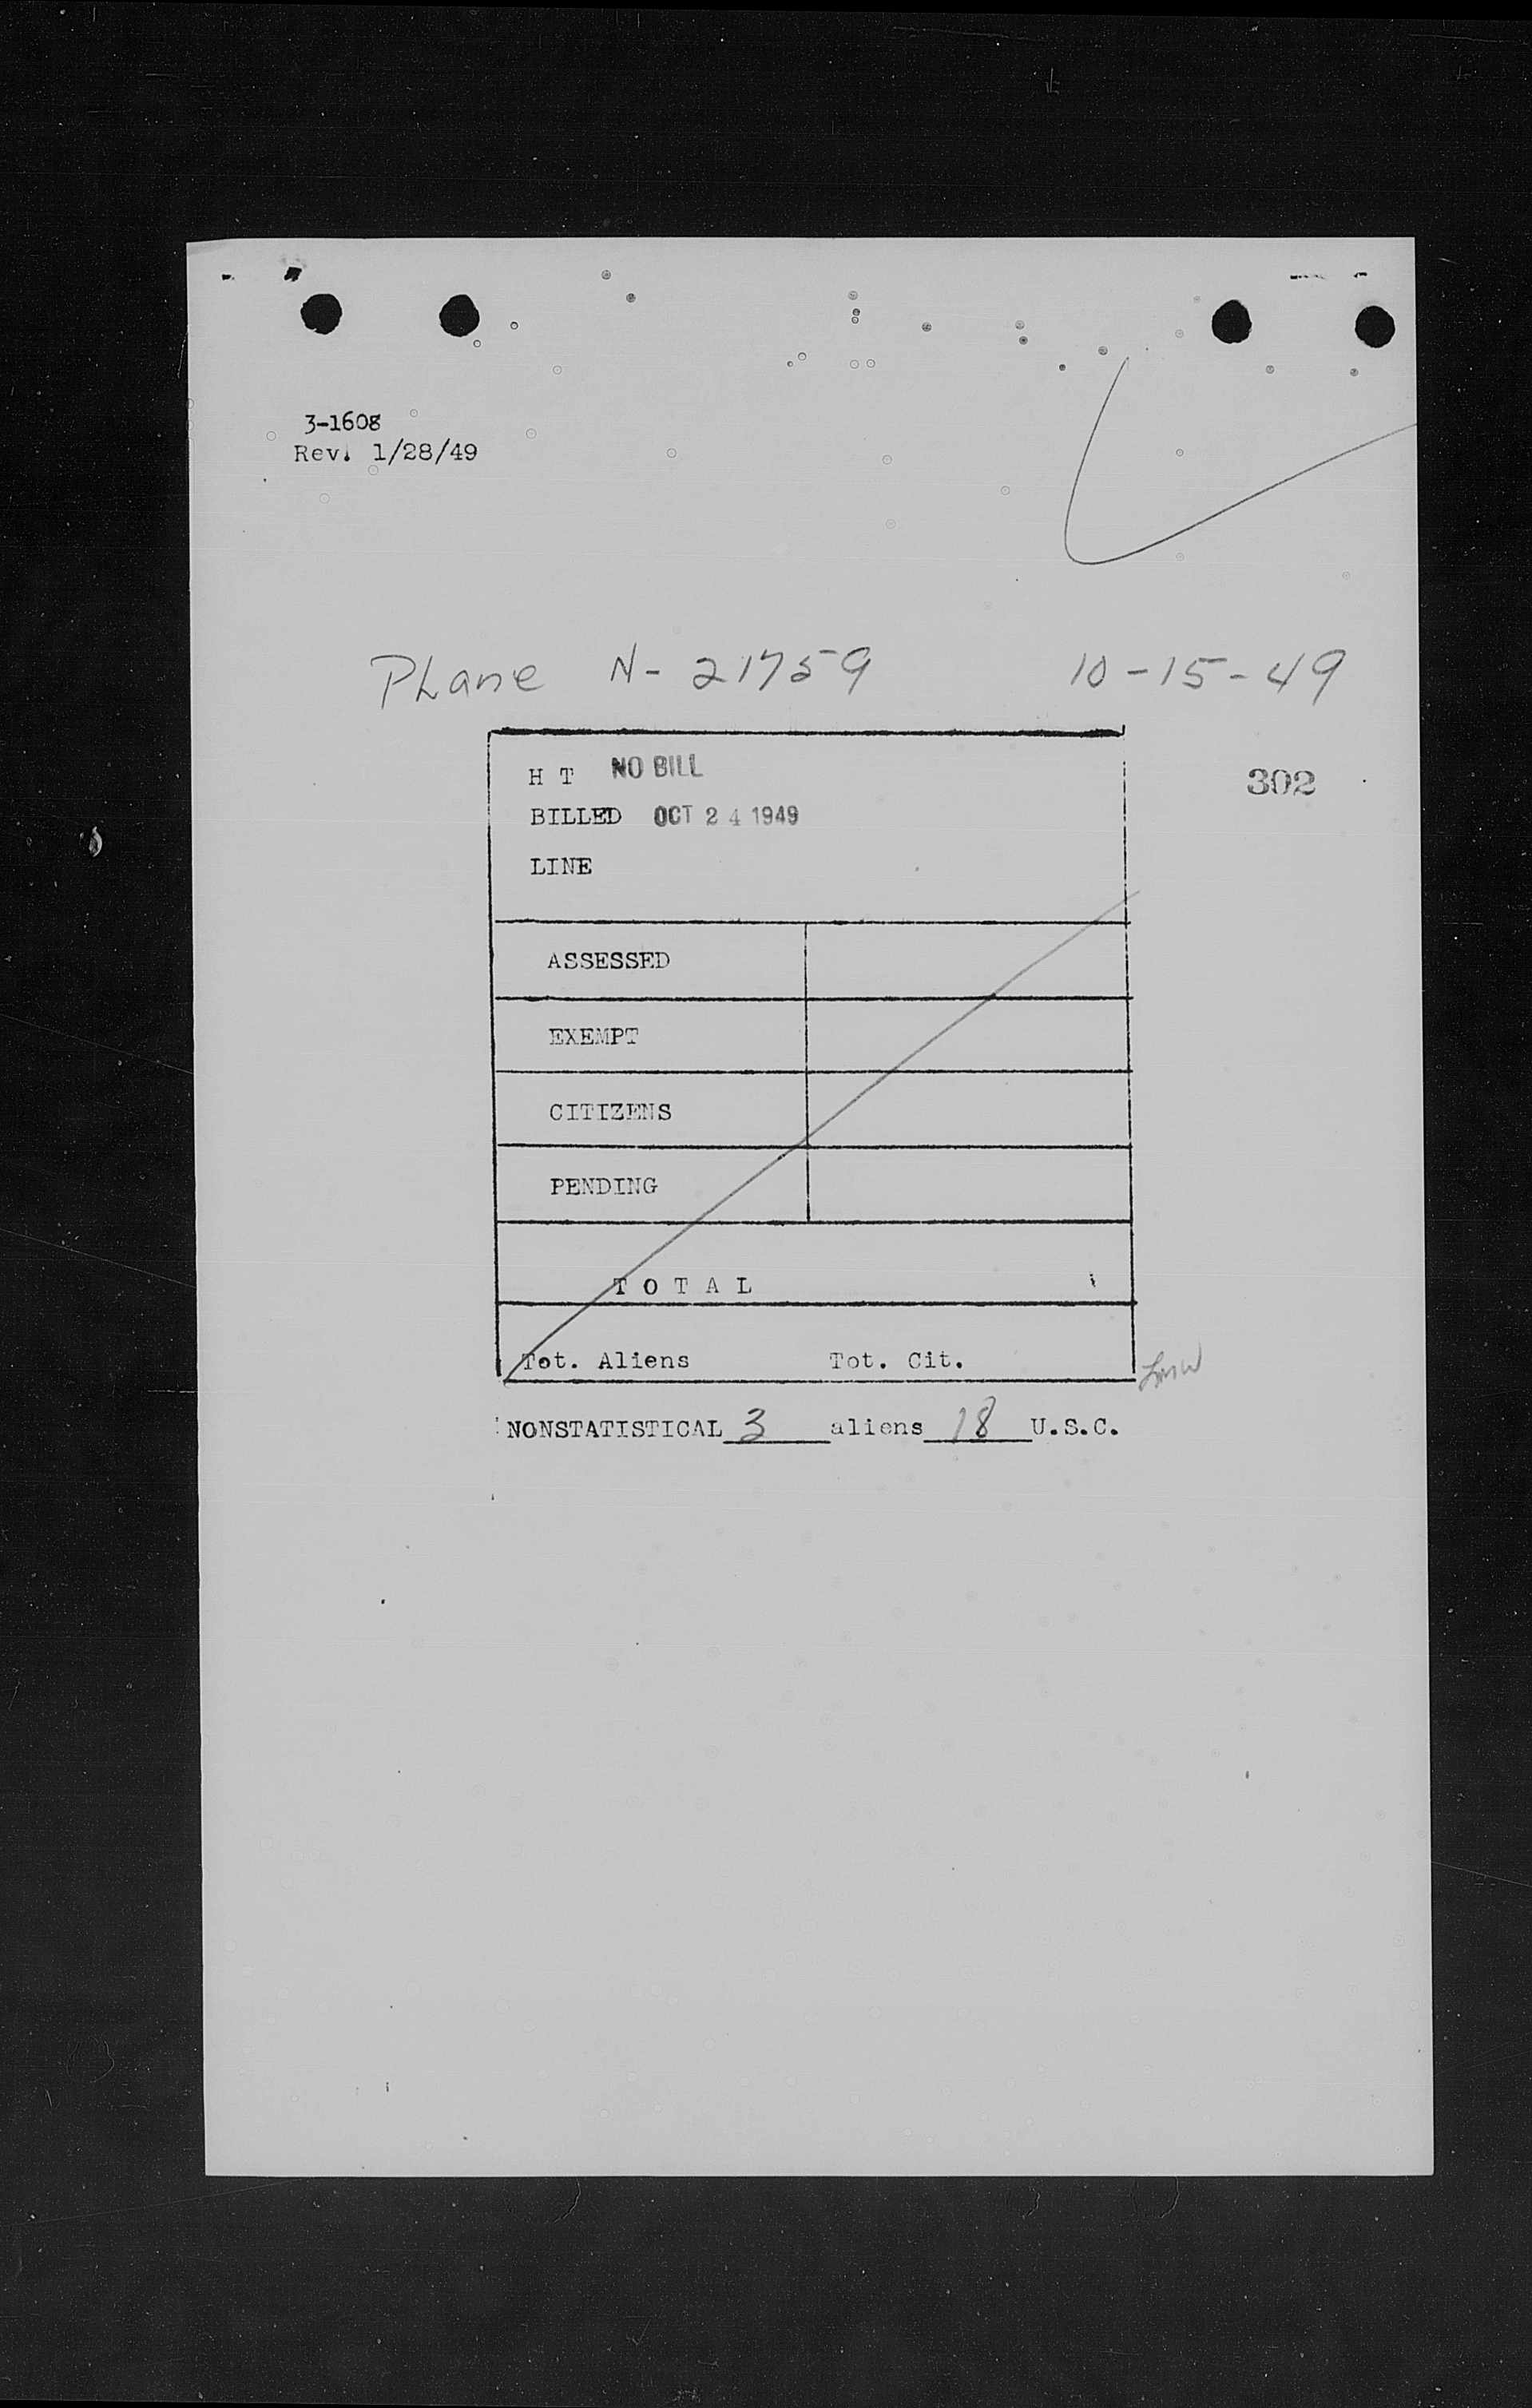 3-1608
Rev. 1/28/49
PLane N-21759 10-15-49
H T NO BILL
302
BILLED OCT 24 1949
LINE
ASSESSED
EXEMPT
CITIZENS
PENDING
TOTAL
Tot. Aliens Tot. Cit.
NONSTATISTICAL 3 aliens 18 U.S.C.